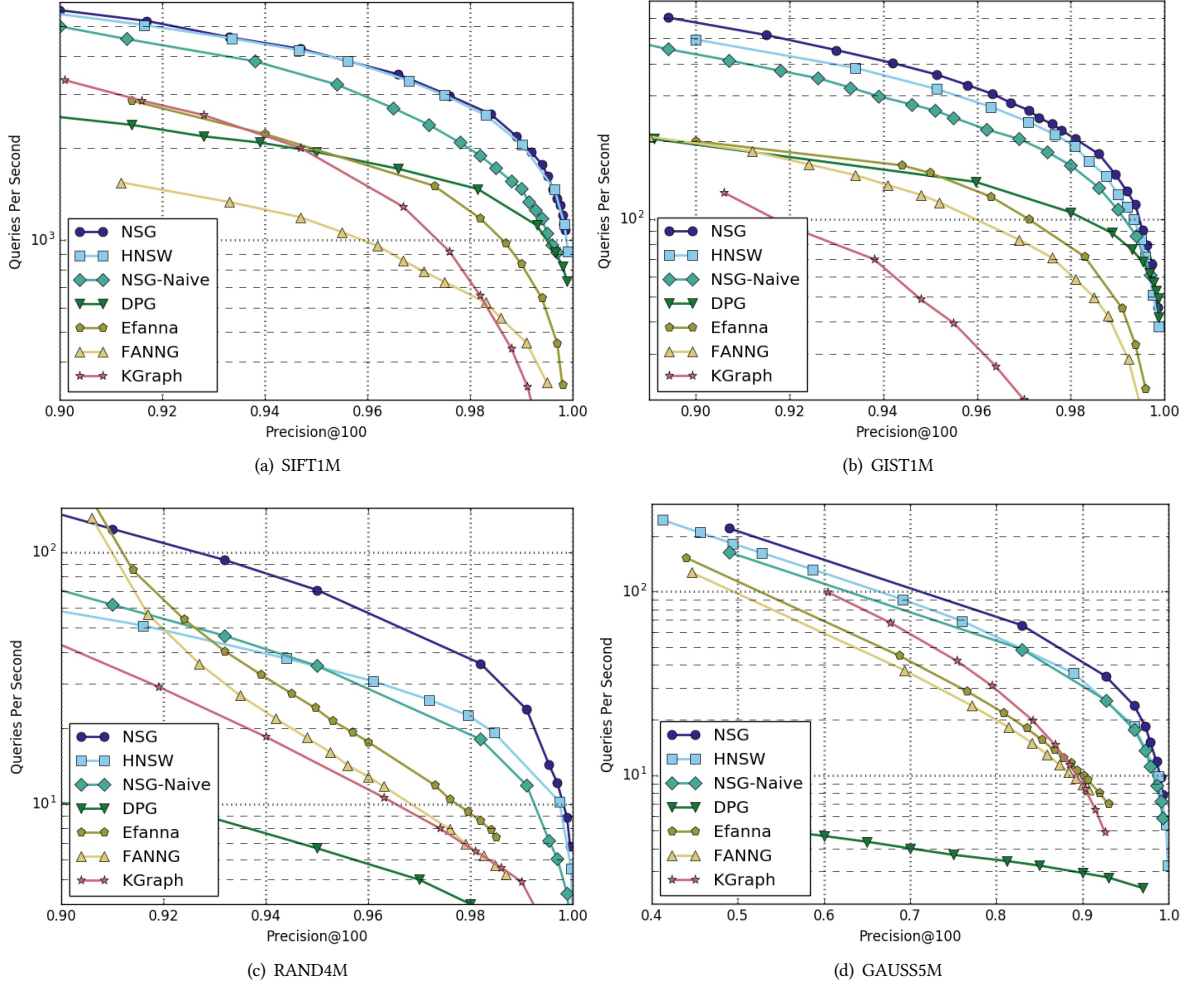 Queries Per Second
10³
NSG
HNSW
NSG-Naive
DPG
Efanna
FANNG
KGraph
0.90 0.92 0.94 0.96 0.98 1.00
Precision@100
(a) SIFT1M
Queries Per Second
10²
NSG
HNSW
NSG-Naive
DPG
Efanna
FANNG
KGraph
0.90 0.92 0.94 0.96 0.98 1.00
Precision@100
(b) GIST1M
Queries Per Second
10²
10¹
NSG
HNSW
NSG-Naive
DPG
Efanna
FANNG
KGraph
0.90 0.92 0.94 0.96 0.98 1.00
Precision@100
(c) RAND4M
Queries Per Second
10²
10¹
NSG
HNSW
NSG-Naive
DPG
Efanna
FANNG
KGraph
0.4 0.5 0.6 0.7 0.8 0.9 1.0
Precision@100
(d) GAUSS5M